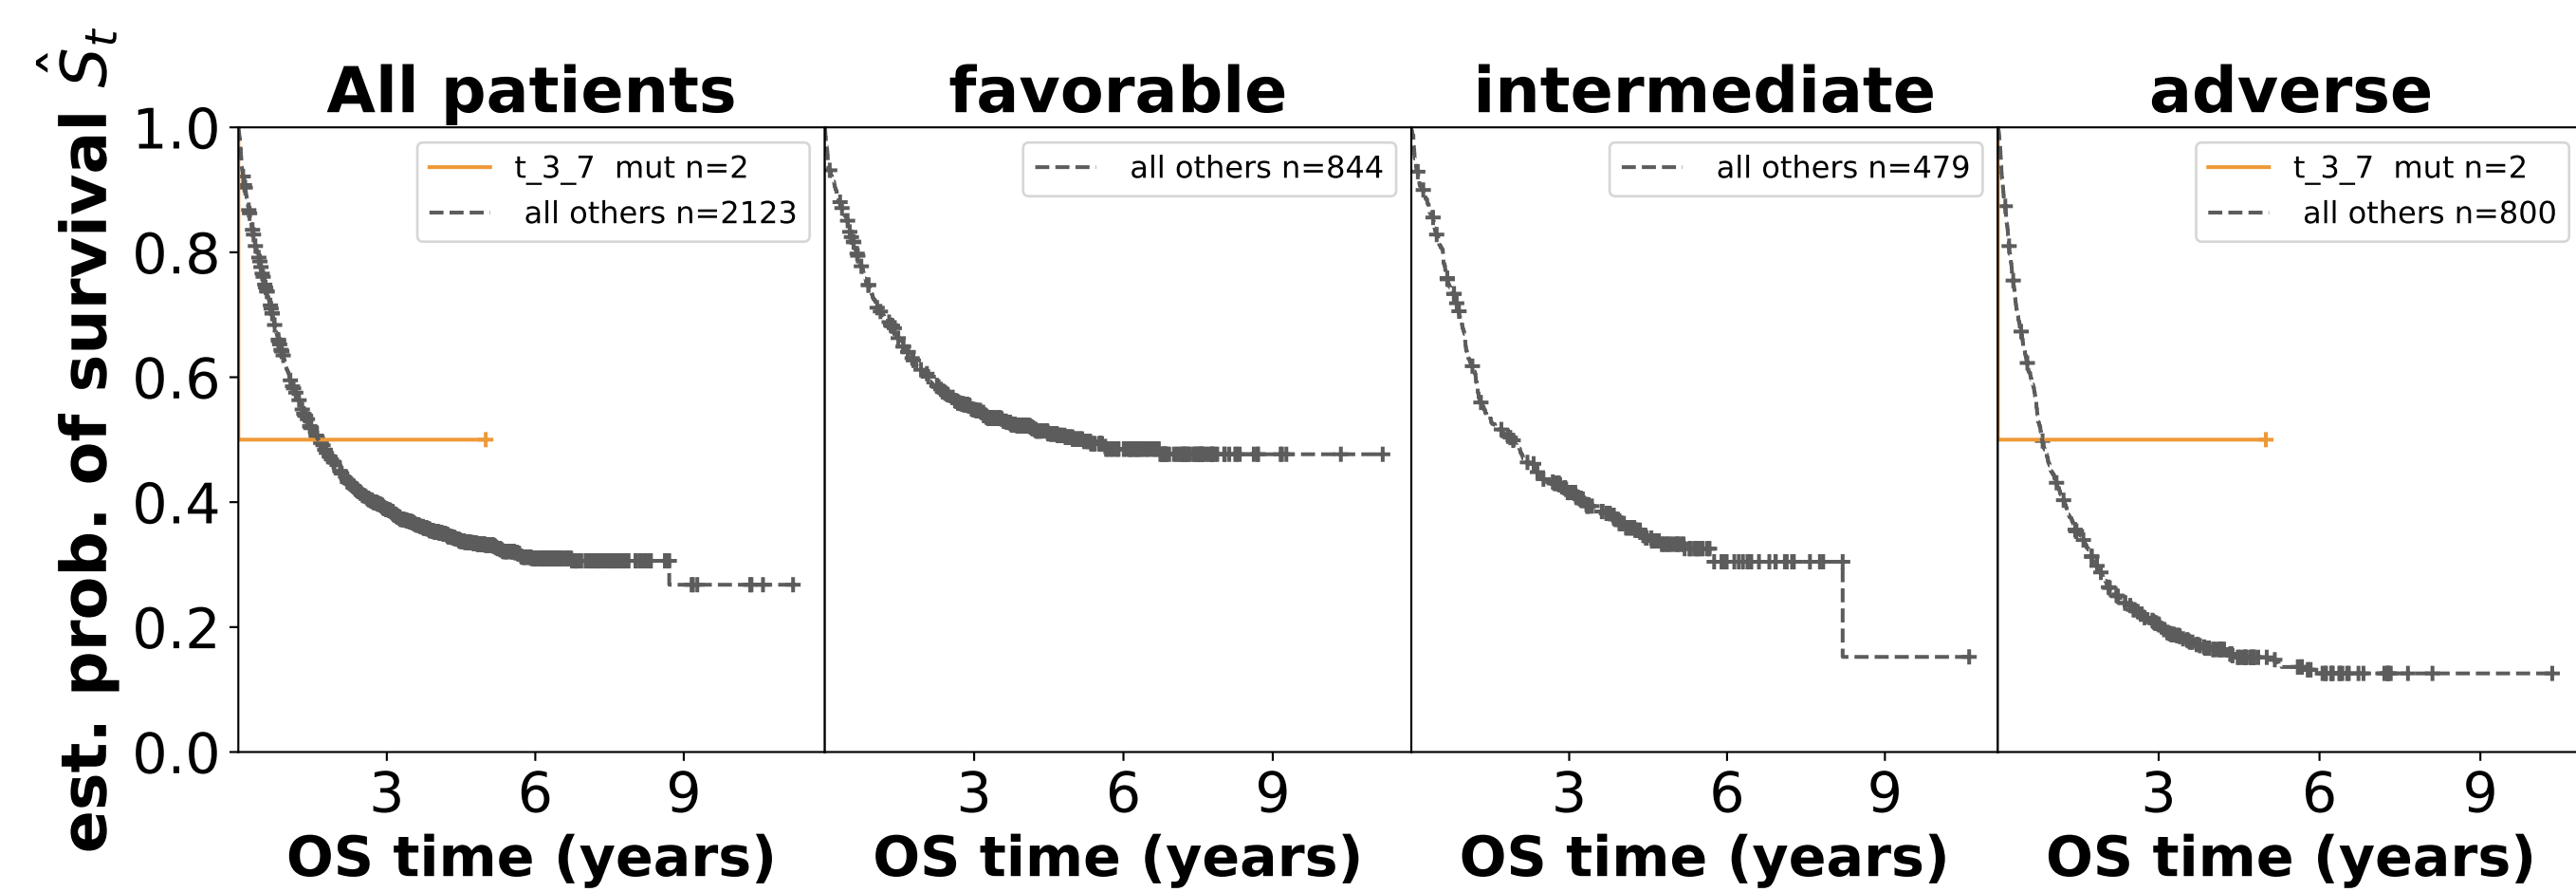 All patients
favorable
intermediate
adverse
est. prob. of survival Ŝt
1.0
0.8
0.6
0.4
0.2
0.0
t_3_7 mut n=2
all others n=2123
all others n=844
all others n=479
t_3_7 mut n=2
all others n=800
3 6 9
3 6 9
3 6 9
3 6 9
OS time (years)
OS time (years)
OS time (years)
OS time (years)